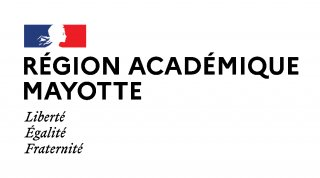 RÉGION ACADÉMIQUE
MAYOTTE
Liberté
Égalité
Fraternité